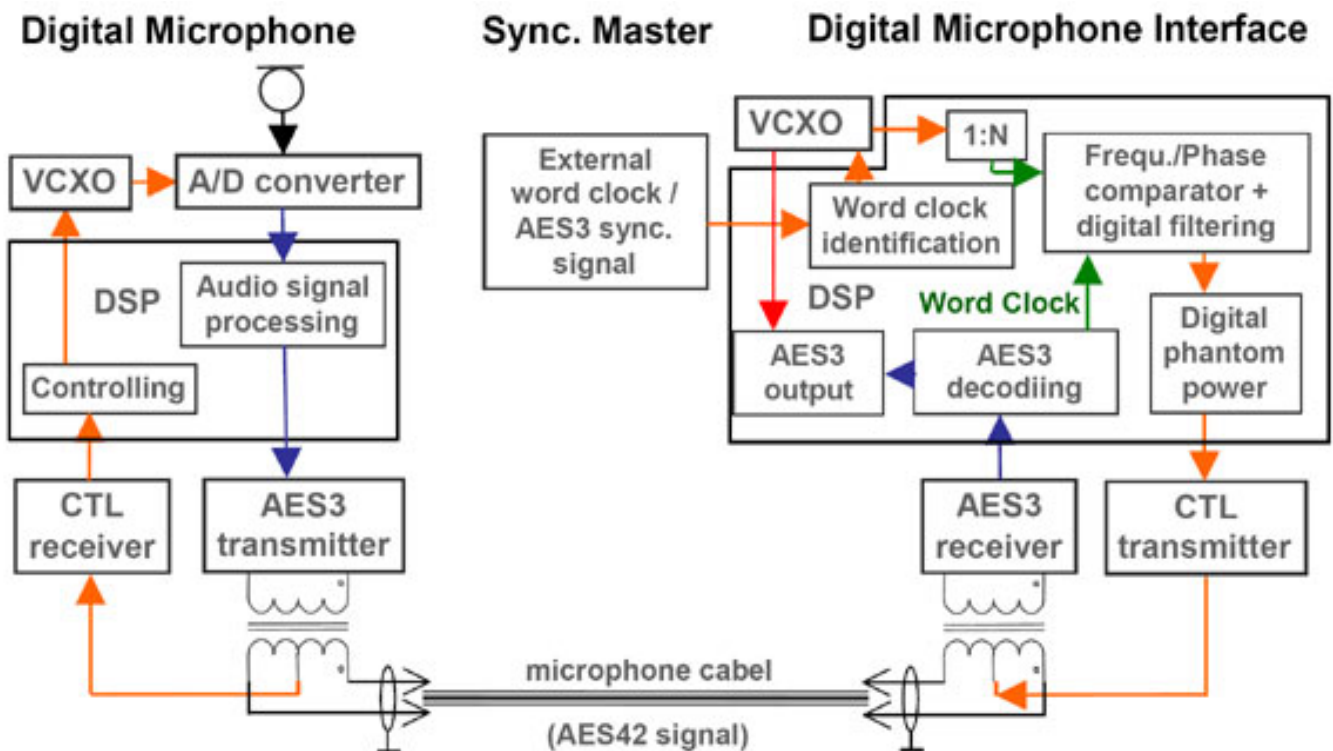 Digital Microphone
Sync. Master
Digital Microphone Interface
VCXO
A/D converter
DSP
Audio signal
processing
Controlling
CTL
receiver
AES3
transmitter
External
word clock /
AES3 sync.
signal
VCXO
1:N
Frequ./Phase
comparator +
digital filtering
Word clock
identification
DSP
Word Clock
Digital
phantom
power
AES3
output
AES3
decodiing
AES3
receiver
CTL
transmitter
microphone cabel
(AES42 signal)